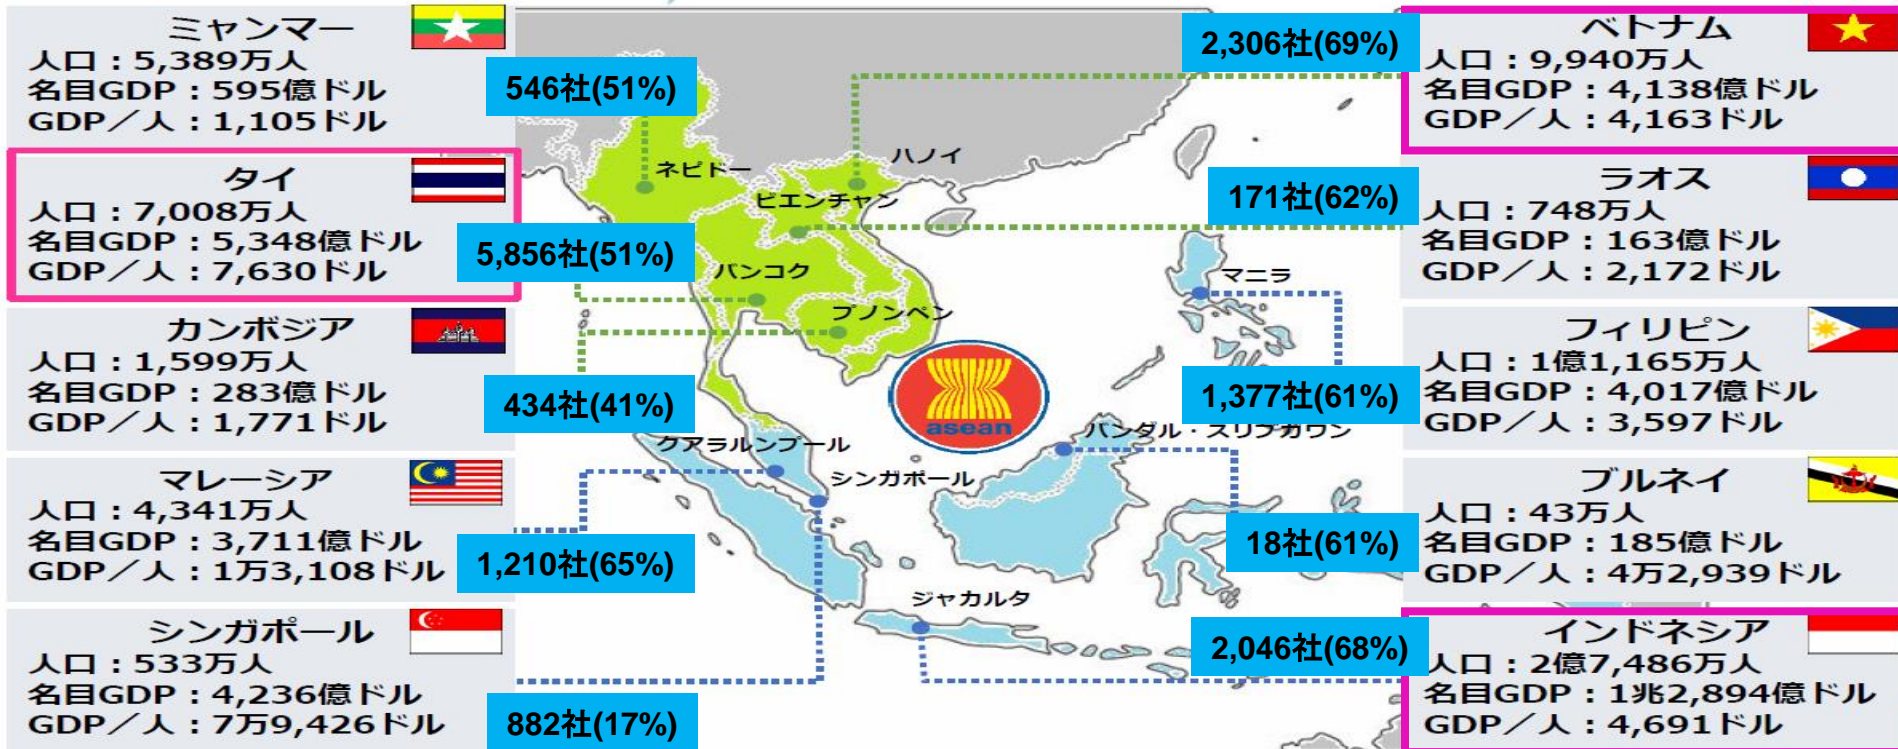 ミャンマー
人口：5,389万人
名目GDP：595億ドル
GDP／人：1,105ドル
546社(51%)
タイ
人口：7,008万人
名目GDP：5,348億ドル
GDP／人：7,630ドル
5,856社(51%)
カンボジア
人口：1,599万人
名目GDP：283億ドル
GDP／人：1,771ドル
434社(41%)
マレーシア
人口：4,341万人
名目GDP：3,711億ドル
GDP／人：1万3,108ドル
1,210社(65%)
シンガポール
人口：533万人
名目GDP：4,236億ドル
GDP／人：7万9,426ドル
882社(17%)
ネピドー
ハノイ
ビエンチャン
バンコク
プノンペン
マニラ
asean
クアラルンプール
シンガポール
バンダル・スリブガワン
ジャカルタ
2,306社(69%)
ベトナム
人口：9,940万人
名目GDP：4,138億ドル
GDP／人：4,163ドル
171社(62%)
ラオス
人口：748万人
名目GDP：163億ドル
GDP／人：2,172ドル
1,377社(61%)
フィリピン
人口：1億1,165万人
名目GDP：4,017億ドル
GDP／人：3,597ドル
18社(61%)
ブルネイ
人口：43万人
名目GDP：185億ドル
GDP／人：4万2,939ドル
2,046社(68%)
インドネシア
人口：2億7,486万人
名目GDP：1兆2,894億ドル
GDP／人：4,691ドル